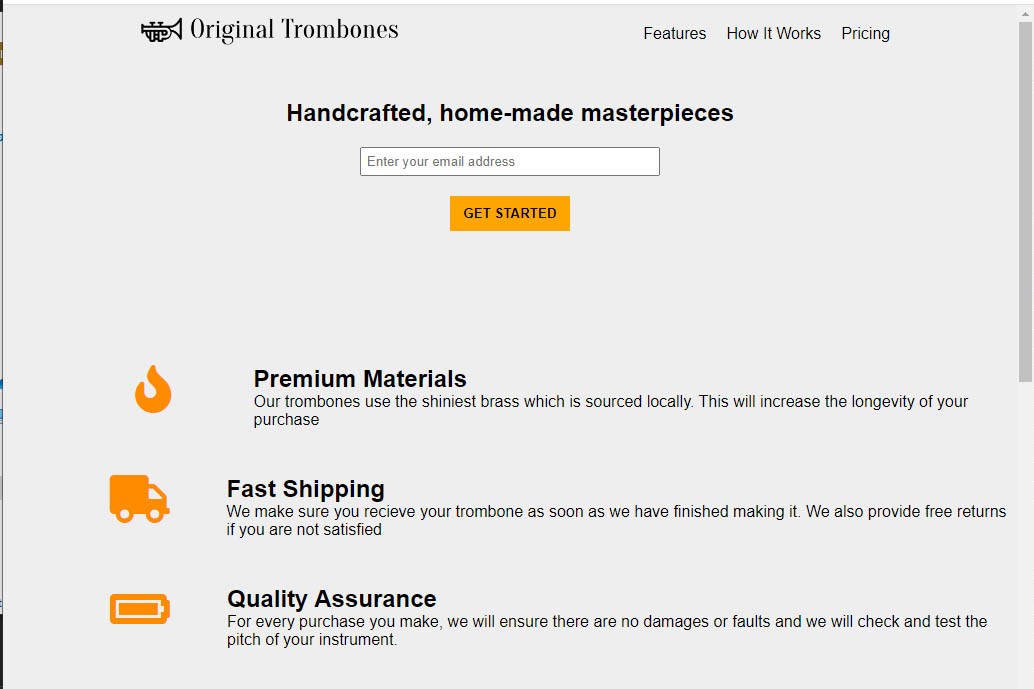 Original Trombones
Features
How It Works
Pricing
Handcrafted, home-made masterpieces
Enter your email address
GET STARTED
Premium Materials
Our trombones use the shiniest brass which is sourced locally. This will increase the longevity of your
purchase
Fast Shipping
We make sure you recieve your trombone as soon as we have finished making it. We also provide free returns
if you are not satisfied
Quality Assurance
For every purchase you make, we will ensure there are no damages or faults and we will check and test the
pitch of your instrument.